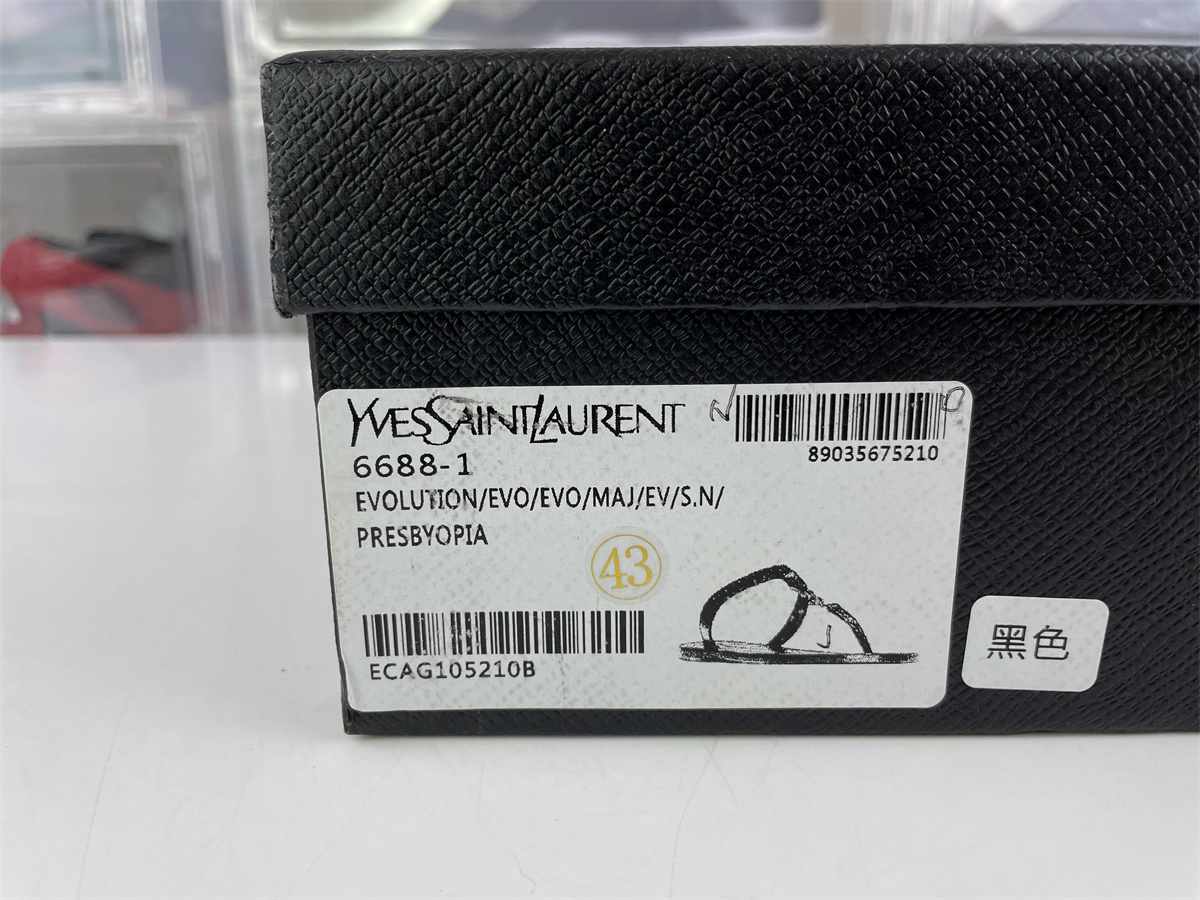 YVESSAINTLAURENT
89035675210
6688-1
EVOLUTION/EVO/EVO/MAJ/EV/S.N/
PRESBYOPIA
43
ECAG105210B
黑色